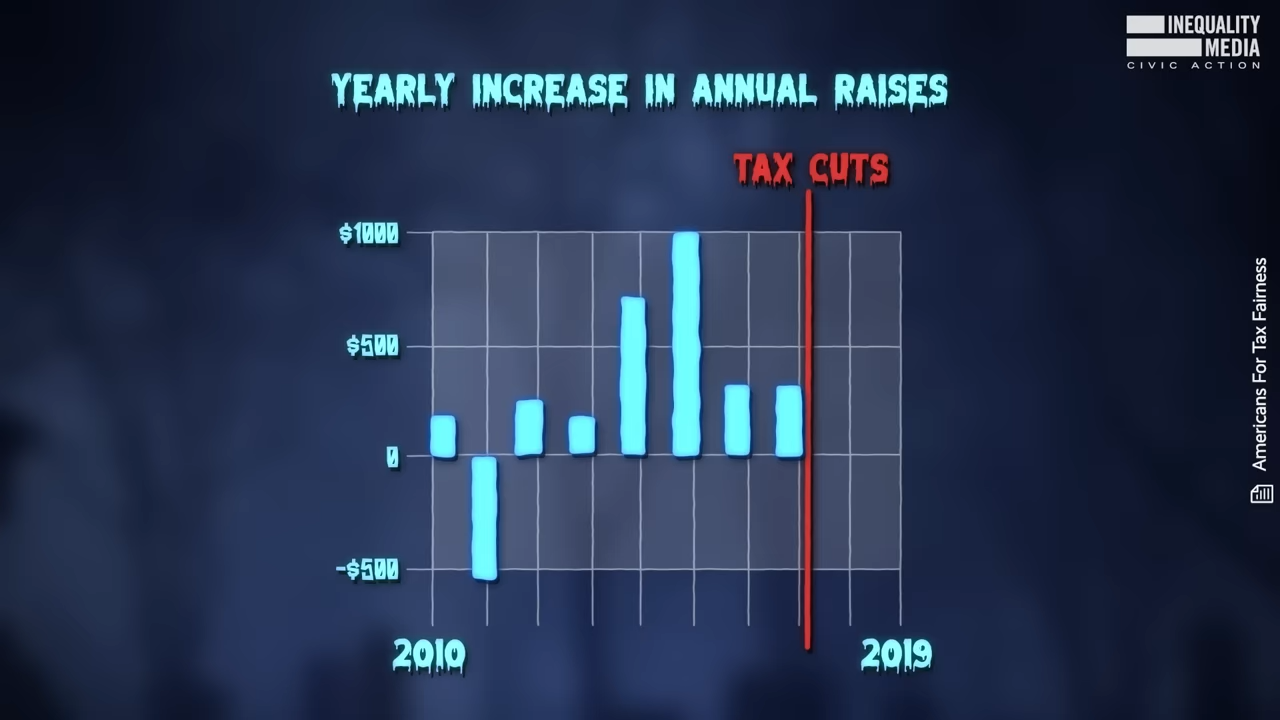 INEQUALITY
MEDIA
CIVIC ACTION
YEARLY INCREASE IN ANNUAL RAISES
TAX CUTS
$1000
$500
0
-$500
2010
2019
Americans For Tax Fairness